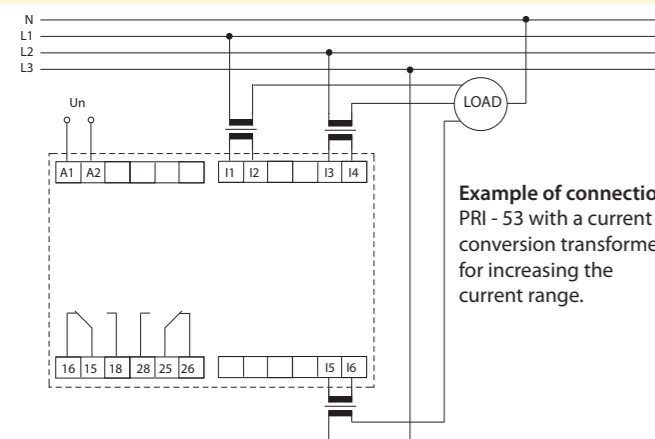 N
L1
L2
L3
Un
LOAD
A1 A2
I1 I2 I3 I4
Example of connectio
PRI - 53 with a current
conversion transforme
for increasing the
current range.
16 15 18 28 25 26
I5 I6